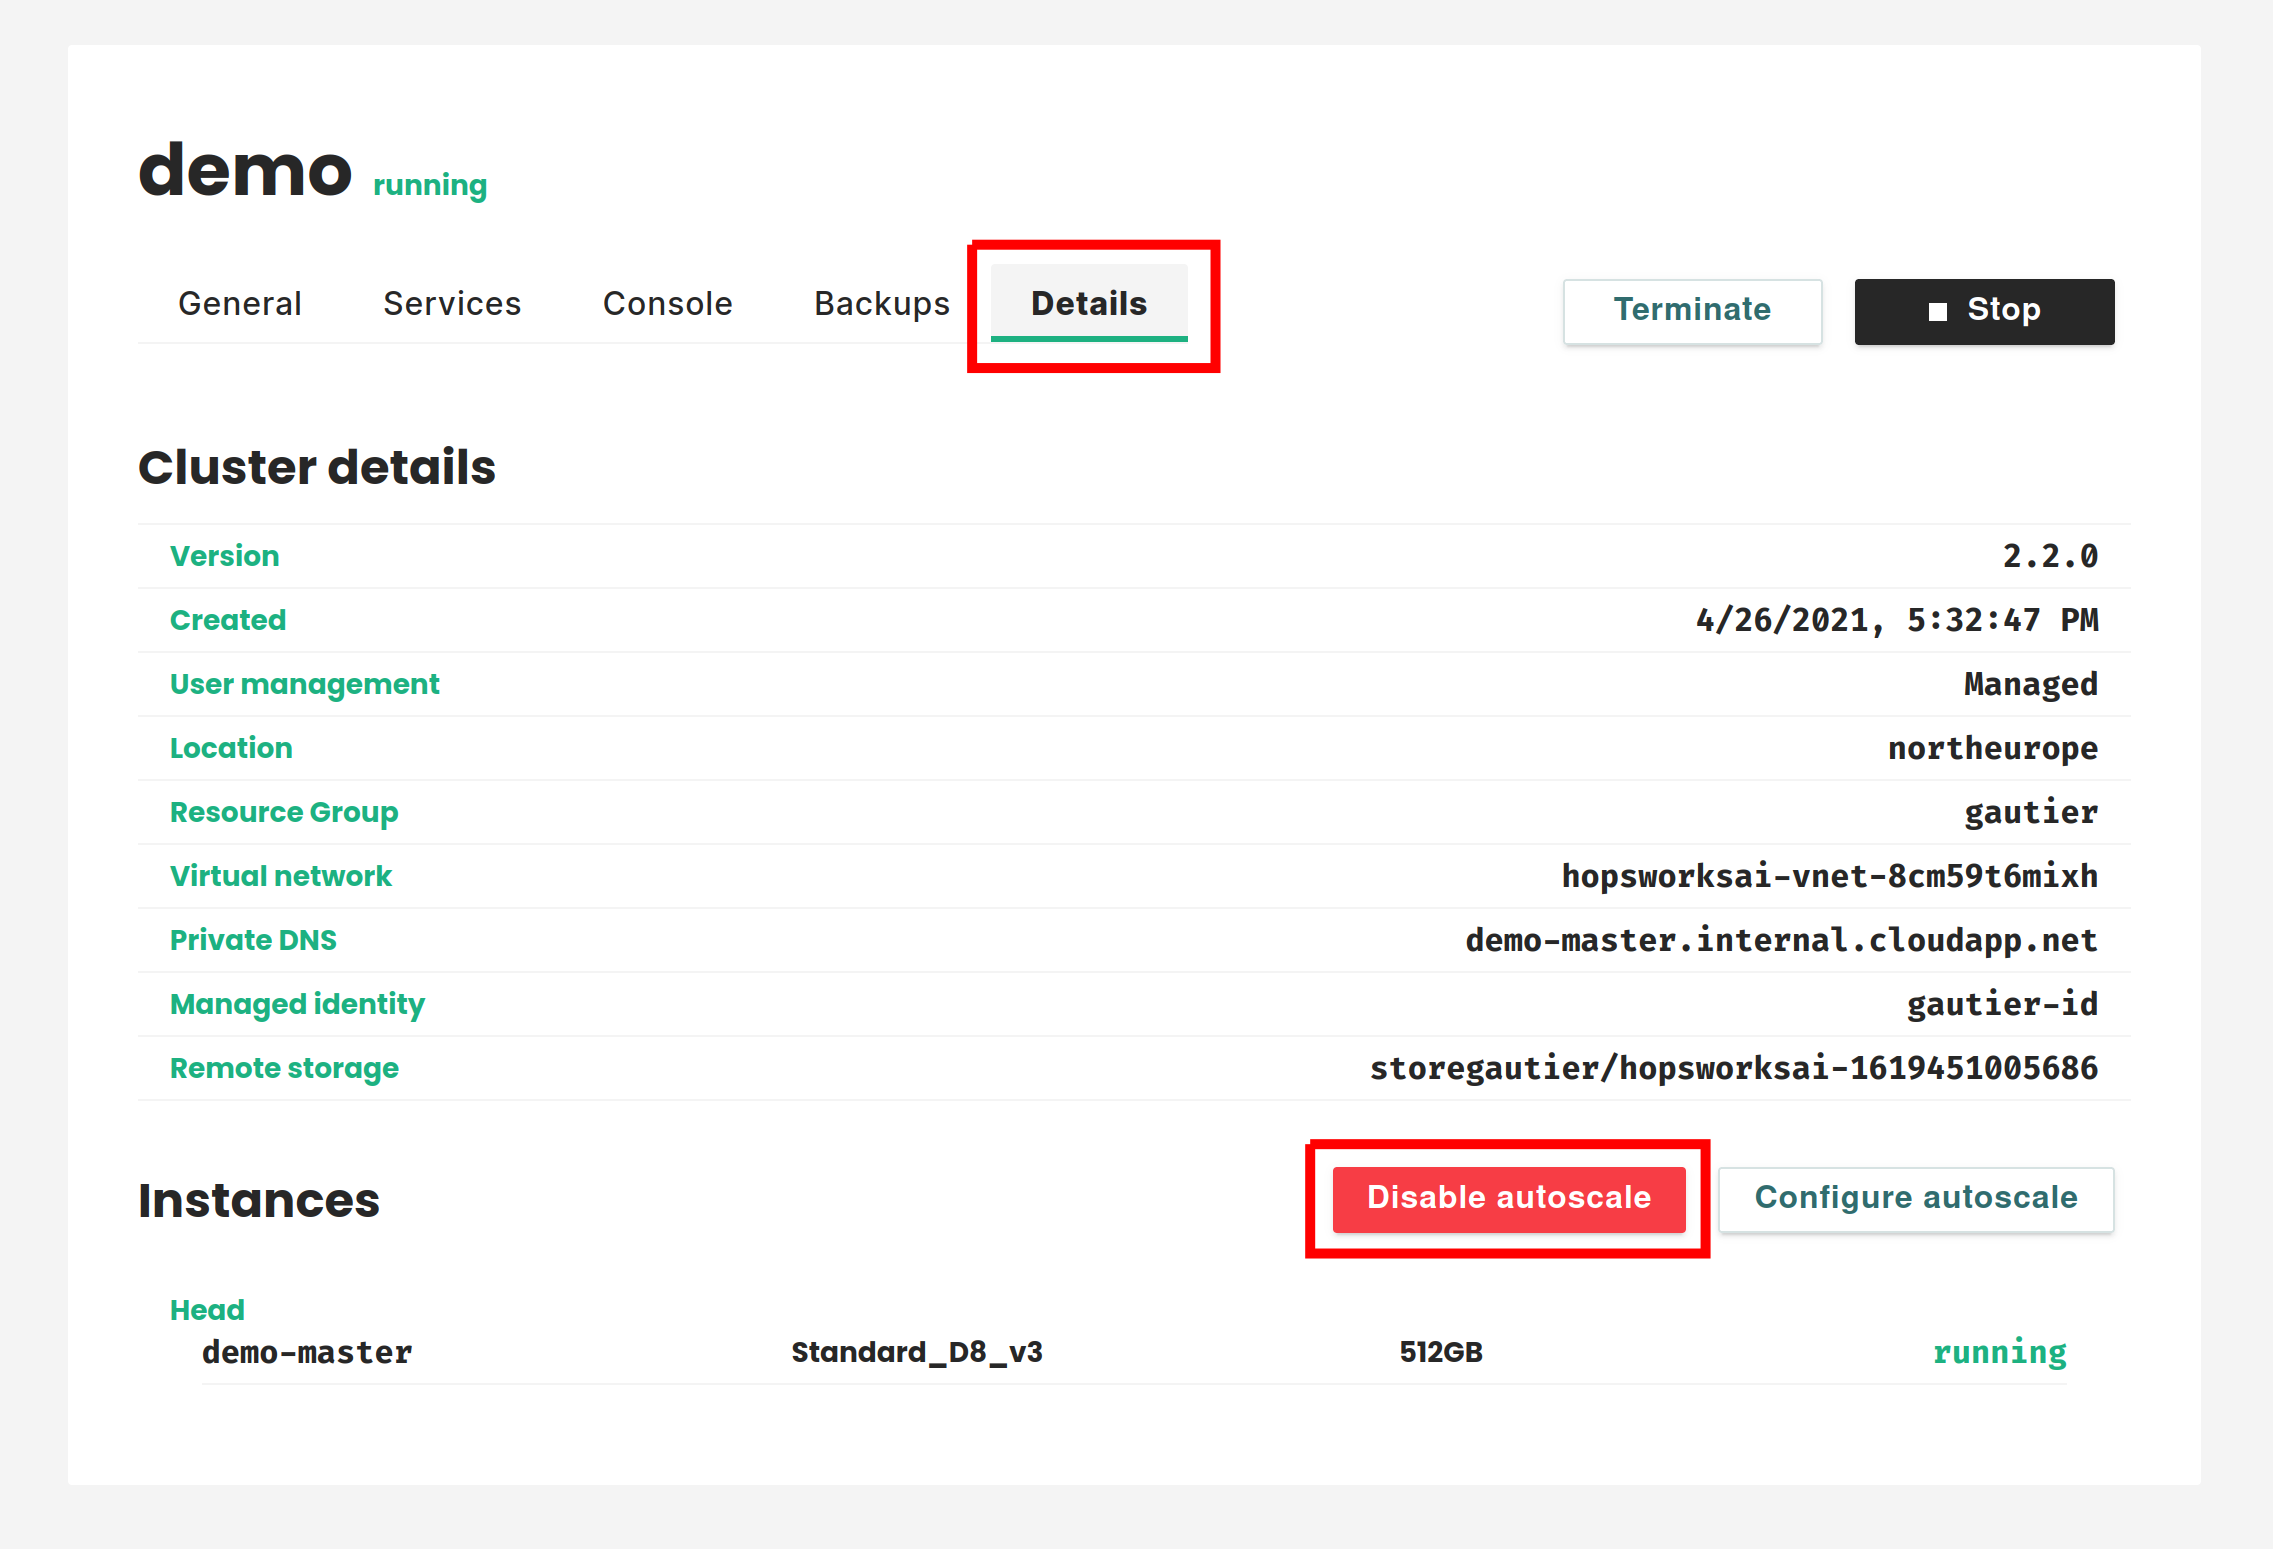 demo running
General Services Console Backups Details Terminate Stop
Cluster details
Version 2.2.0
Created 4/26/2021, 5:32:47 PM
User management Managed
Location northeurope
Resource Group gautier
Virtual network hopsworksai-vnet-8cm59t6mixh
Private DNS demo-master.internal.cloudapp.net
Managed identity gautier-id
Remote storage storegautier/hopsworksai-1619451005686
Instances Disable autoscale Configure autoscale
Head
demo-master Standard_D8_v3 512GB running